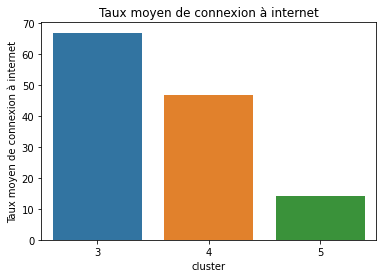 Taux moyen de connexion à internet
Taux moyen de connexion à internet
70
60
50
40
30
20
10
0
3 4 5
cluster